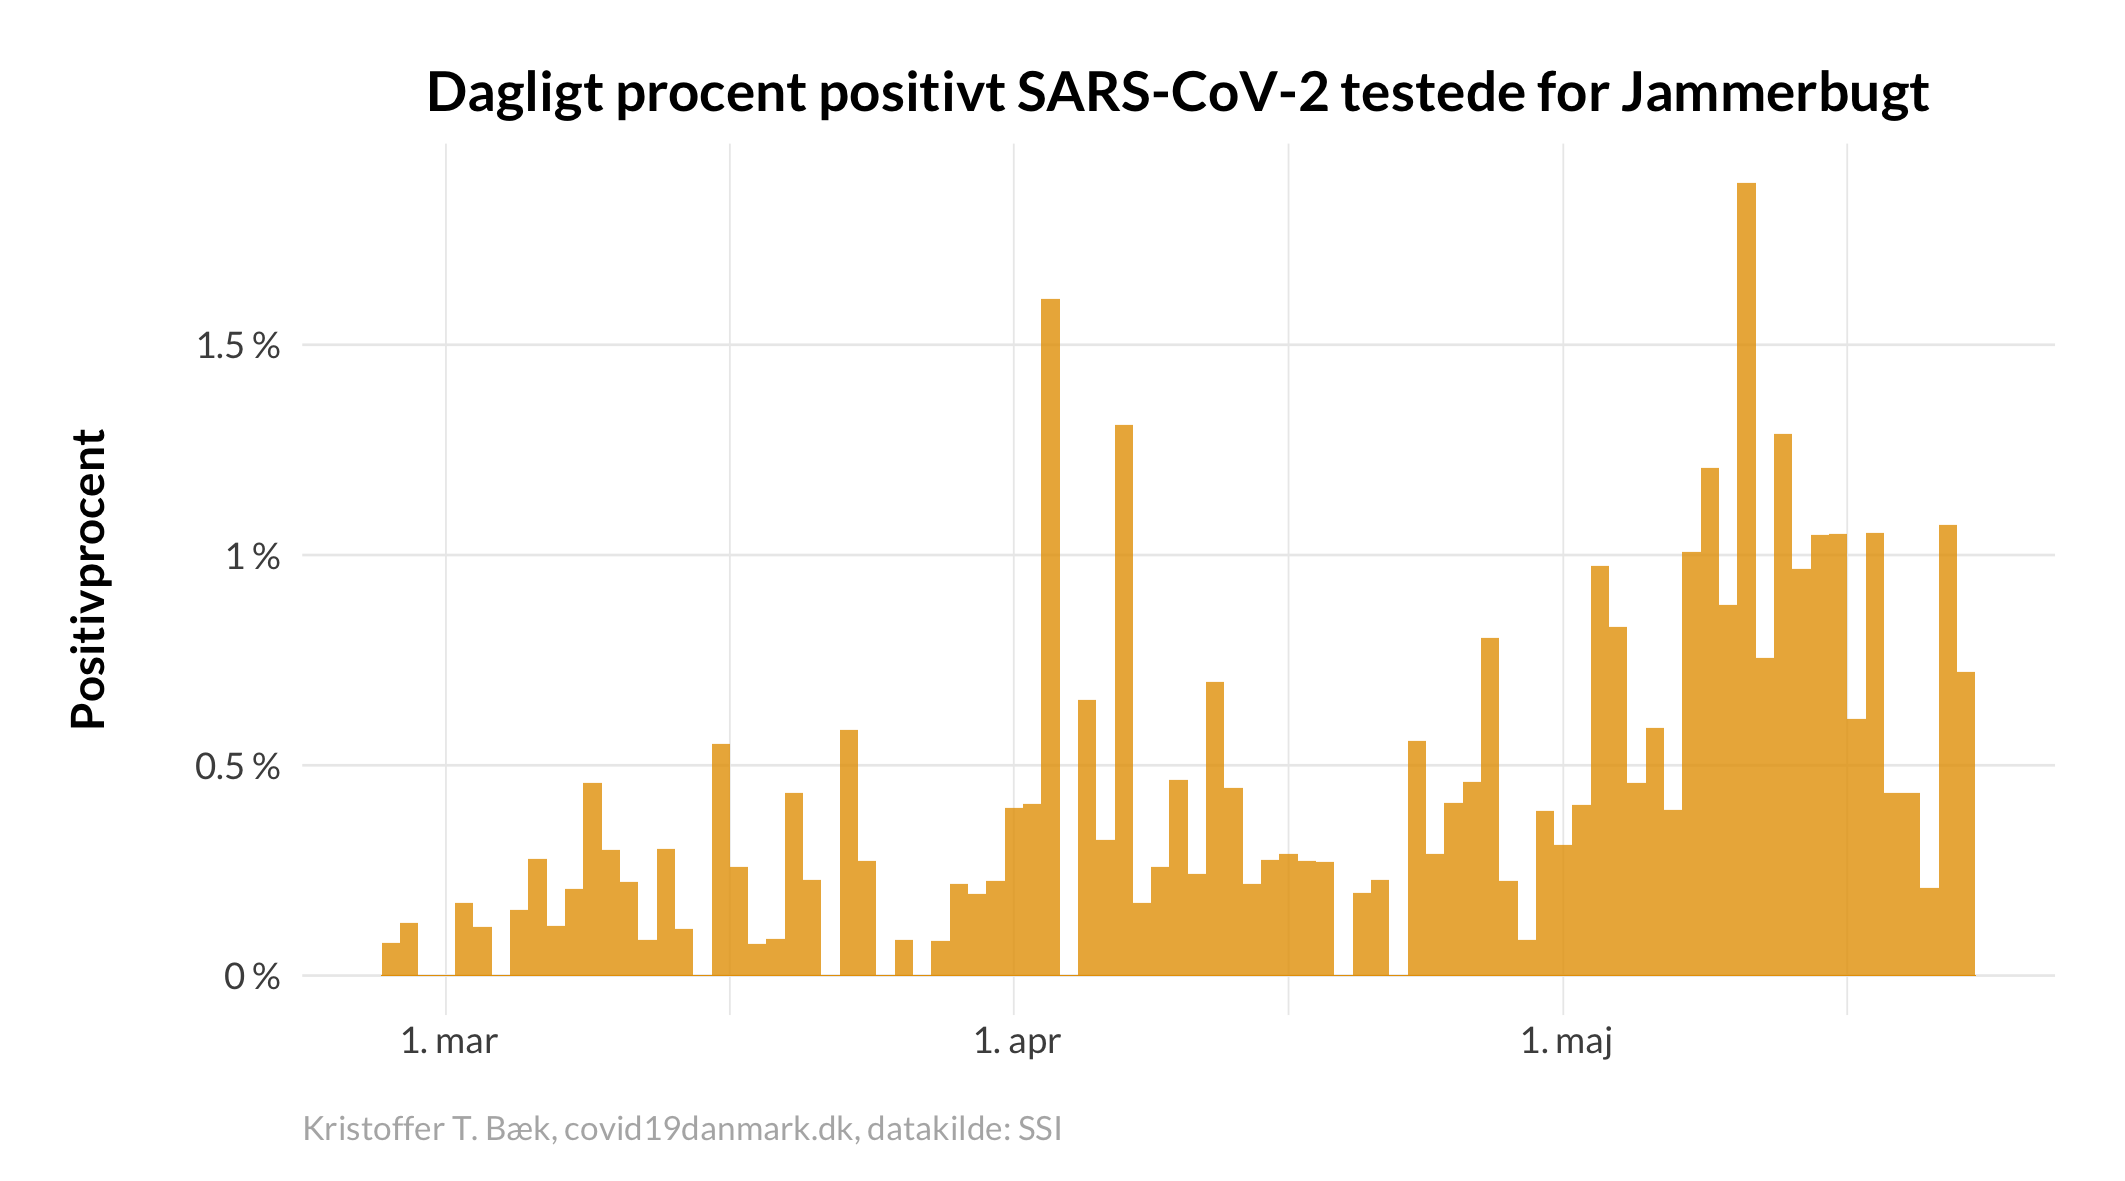 Dagligt procent positivt SARS-CoV-2 testede for Jammerbugt
Positivprocent
1.5 %
1 %
0.5 %
0 %
1. mar
1. apr
1. maj
Kristoffer T. Bæk, covid19danmark.dk, datakilde: SSI